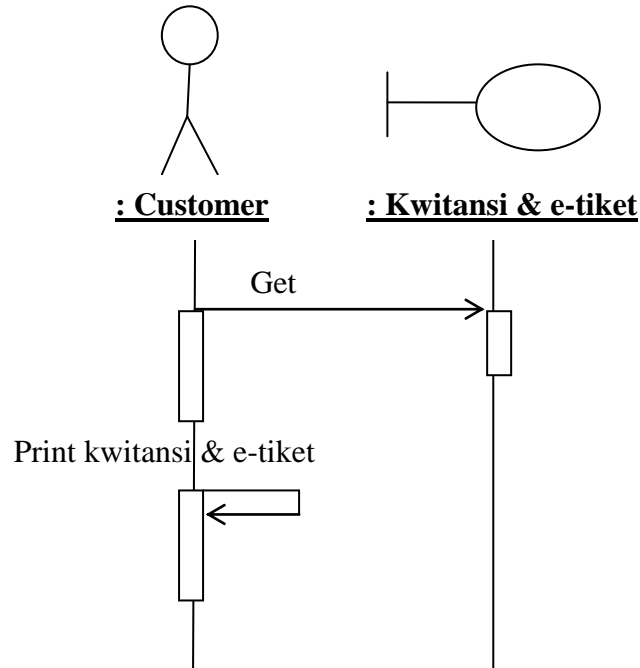 : Customer
: Kwitansi & e-tiket
Get
Print kwitansi & e-tiket